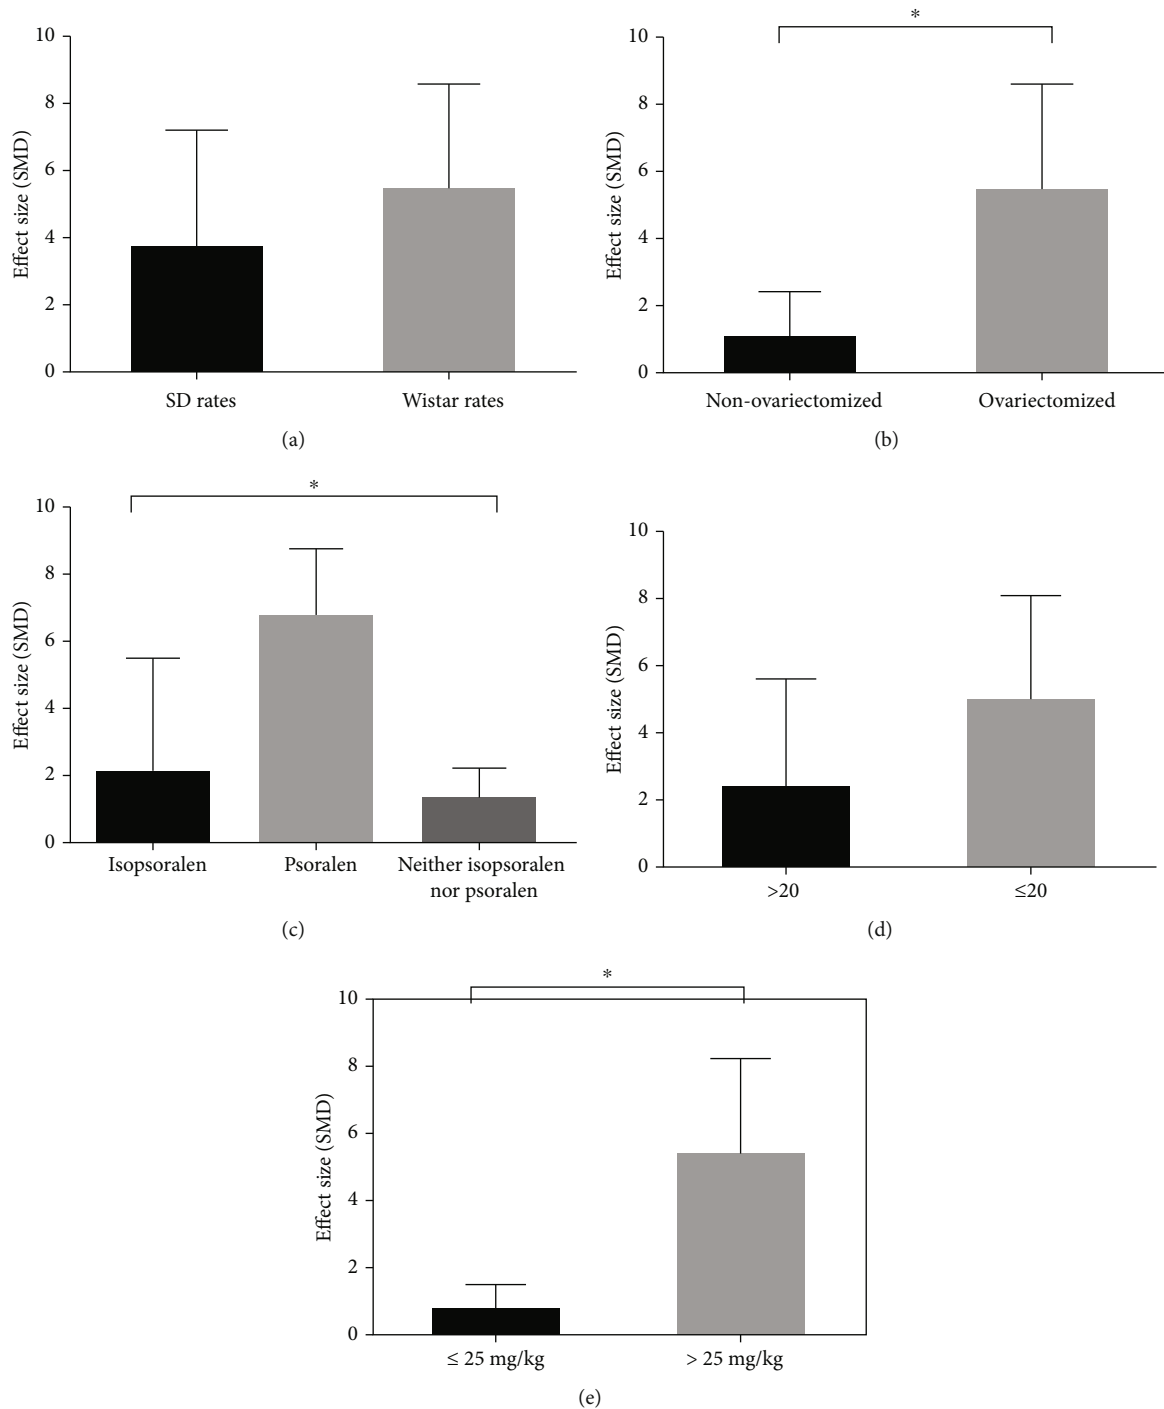 10
8
6
4
2
0
Effect size (SMD)
SD rates
Wistar rates
(a)
*
10
8
6
4
2
0
Effect size (SMD)
Non-ovariectomized
Ovariectomized
(b)
*
10
8
6
4
2
0
Effect size (SMD)
Isopsoralen
Psoralen
Neither isopsoralen
nor psoralen
(c)
10
8
6
4
2
0
Effect size (SMD)
>20
≤20
(d)
*
10
8
6
4
2
0
Effect size (SMD)
≤ 25 mg/kg
> 25 mg/kg
(e)